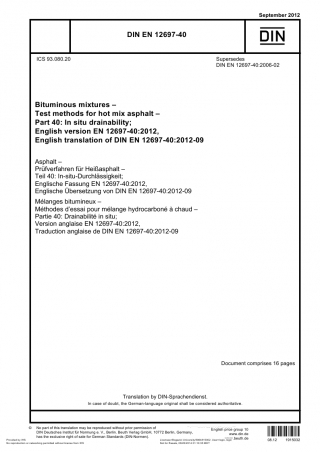 September 2012
DIN EN 12697-40
DIN
ICS 93.080.20
Supersedes
DIN EN 12697-40:2006-02
Bituminous mixtures –
Test methods for hot mix asphalt –
Part 40: In situ drainability;
English version EN 12697-40:2012,
English translation of DIN EN 12697-40:2012-09
Asphalt –
Prüfverfahren für Heißasphalt –
Teil 40: In-situ-Durchlässigkeit;
Englische Fassung EN 12697-40:2012,
Englische Übersetzung von DIN EN 12697-40:2012-09
Mélanges bitumineux –
Méthodes d'essai pour mélange hydrocarboné à chaud –
Partie 40: Drainabilité in situ;
Version anglaise EN 12697-40:2012,
Traduction anglaise de DIN EN 12697-40:2012-09
Document comprises 16 pages
Translation by DIN-Sprachendienst.
In case of doubt, the German-language original shall be considered authoritative.
© No part of this translation may be reproduced without prior permission of
DIN Deutsches Institut für Normung e. V., Berlin. Beuth Verlag GmbH, 10772 Berlin, Germany,
has the exclusive right of sale for German Standards (DIN-Normen).
English price group 10
www.din.de
www.beuth.de
08.12